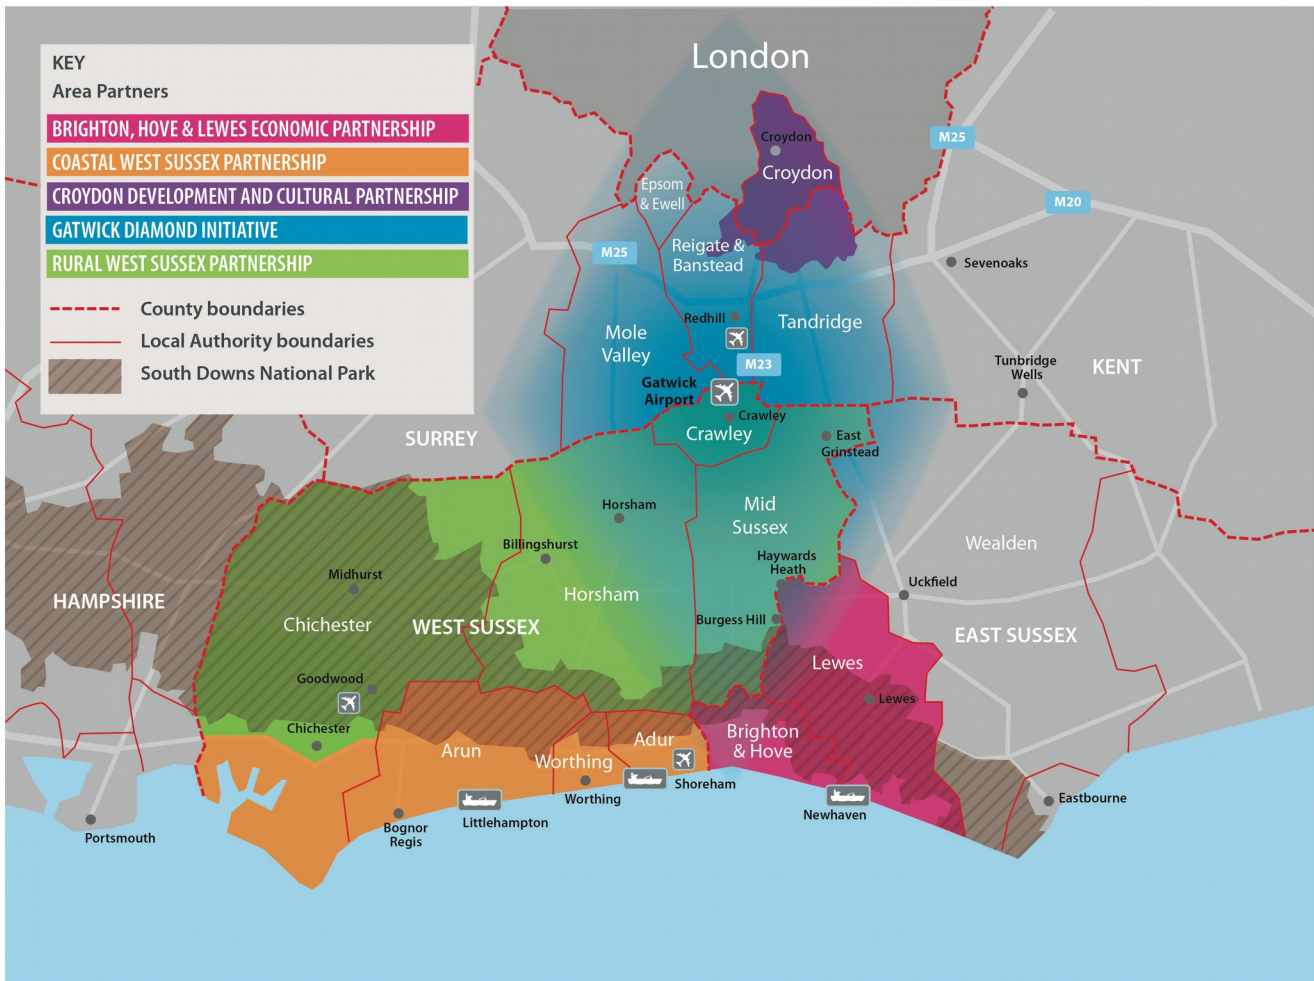 London
KEY
Area Partners
BRIGHTON, HOVE & LEWES ECONOMIC PARTNERSHIP
COASTAL WEST SUSSEX PARTNERSHIP
CROYDON DEVELOPMENT AND CULTURAL PARTNERSHIP
GATWICK DIAMOND INITIATIVE
RURAL WEST SUSSEX PARTNERSHIP
County boundaries
Local Authority boundaries
South Downs National Park
Croydon
Croydon
M25
Epsom
& Ewell
M20
M25
Reigate &
Banstead
Sevenoaks
Redhill
Tandridge
Mole
Valley
M23
Tunbridge
Wells
KENT
Gatwick
Airport
Crawley
Crawley
SURREY
East
Grinstead
Horsham
Mid
Sussex
Billingshurst
Wealden
Haywards
Heath
Midhurst
Uckfield
HAMPSHIRE
Horsham
Chichester
WEST SUSSEX
Burgess Hill
EAST SUSSEX
Lewes
Goodwood
Lewes
Chichester
Brighton
& Hove
Arun
Adur
Worthing
Shoreham
Worthing
Eastbourne
Newhaven
Littlehampton
Bognor
Regis
Portsmouth